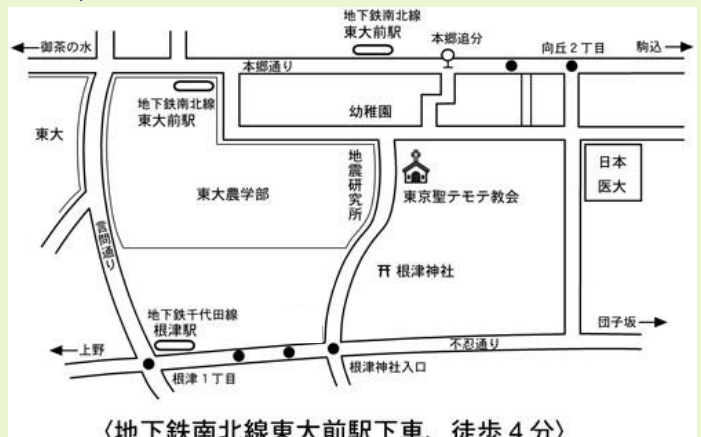 地下鉄南北線
東大前駅
本郷追分
←御茶の水
向丘2丁目
駒込→
本郷通り
地下鉄南北線
東大前駅
幼稚園
東大
地震研究所
日本
医大
東大農学部
東京聖テモテ教会
言問通り
根津神社
地下鉄千代田線
根津駅
団子坂→
←上野
不忍通り
根津1丁目
根津神社入口
〈地下鉄南北線東大前駅下車、徒歩4分〉